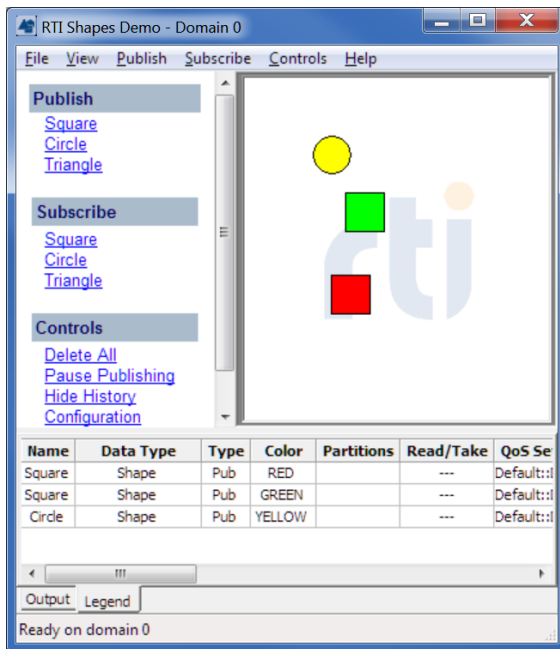 RTI Shapes Demo - Domain 0
File View Publish Subscribe Controls Help
Publish
Square
Circle
Triangle
Subscribe
Square
Circle
Triangle
Controls
Delete All
Pause Publishing
Hide History
Configuration
rti
Name Data Type Type Color Partitions Read/Take QoS Se
Square Shape Pub RED --- Default::
Square Shape Pub GREEN --- Default::
Circle Shape Pub YELLOW --- Default::
Output Legend
Ready on domain 0